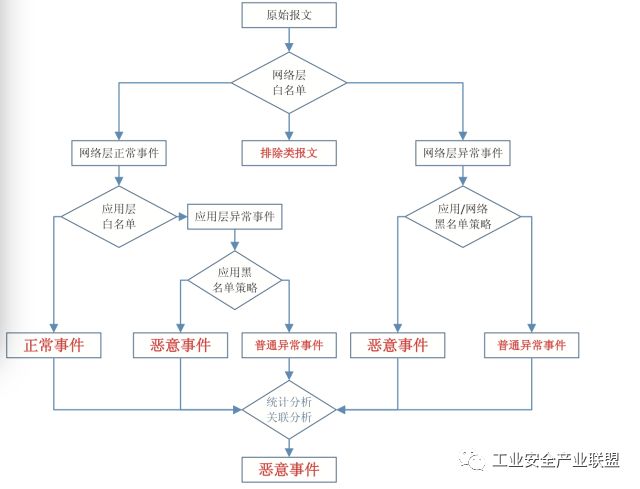 原始报文
网络层
白名单
网络层正常事件
排除类报文
网络层异常事件
应用层
白名单
应用层异常事件
应用/网络
黑名单策略
应用黑
名单策略
正常事件
恶意事件
普通异常事件
恶意事件
普通异常事件
统计分析
关联分析
恶意事件
工业安全产业联盟